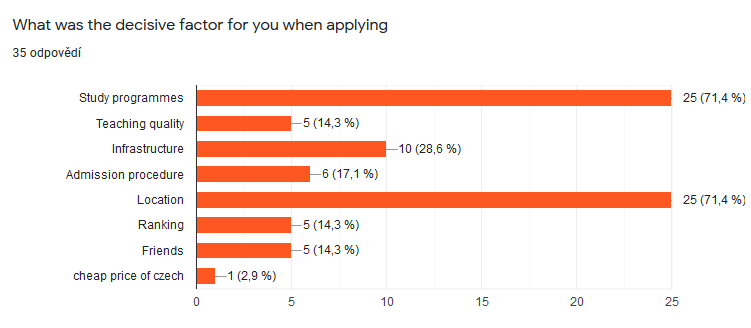 What was the decisive factor for you when applying
35 odpovědí
Study programmes 25 (71,4 %)
Teaching quality 5 (14,3 %)
Infrastructure 10 (28,6 %)
Admission procedure 6 (17,1 %)
Location 25 (71,4 %)
Ranking 5 (14,3 %)
Friends 5 (14,3 %)
cheap price of czech 1 (2,9 %)
0 5 10 15 20 25